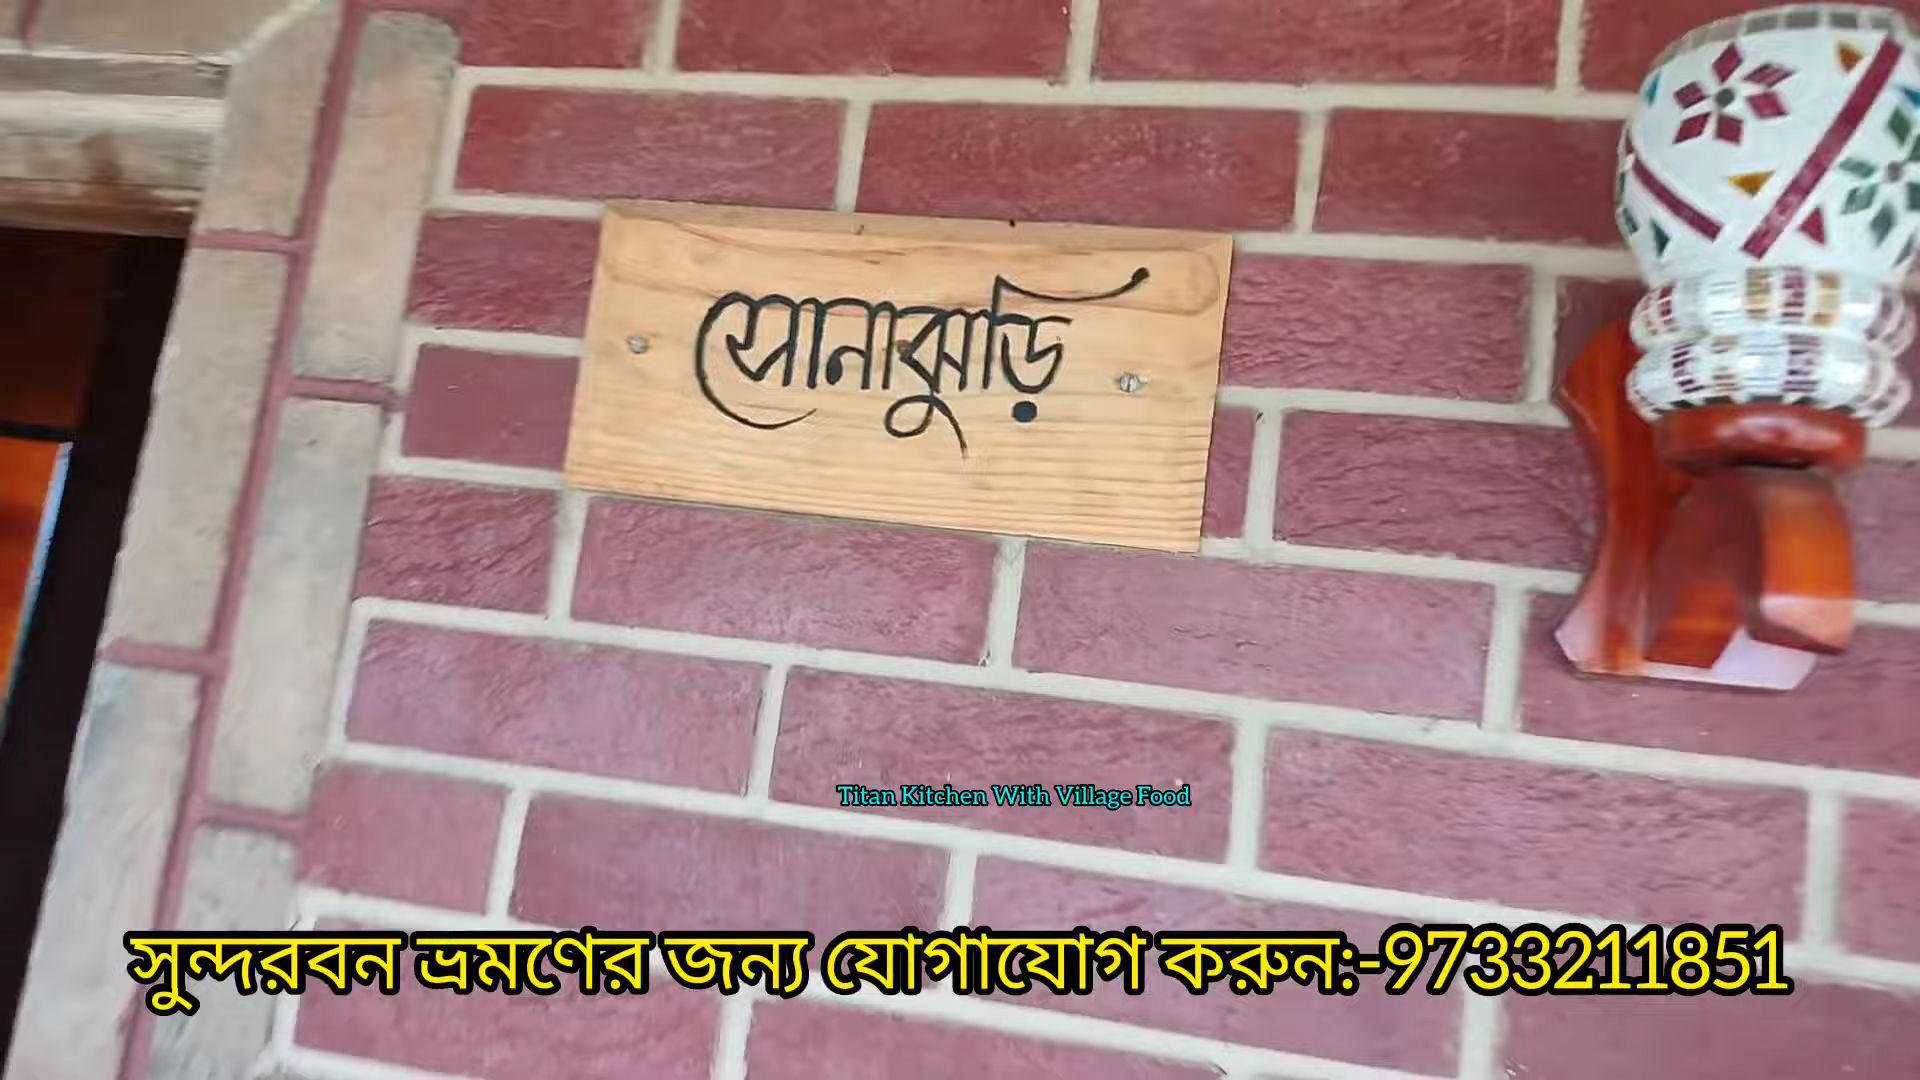 সোনাঝুড়ি
Titan Kitchen With Village Food
সুন্দরবন ভ্রমণের জন্য যোগাযোগ করুন:-9733211851